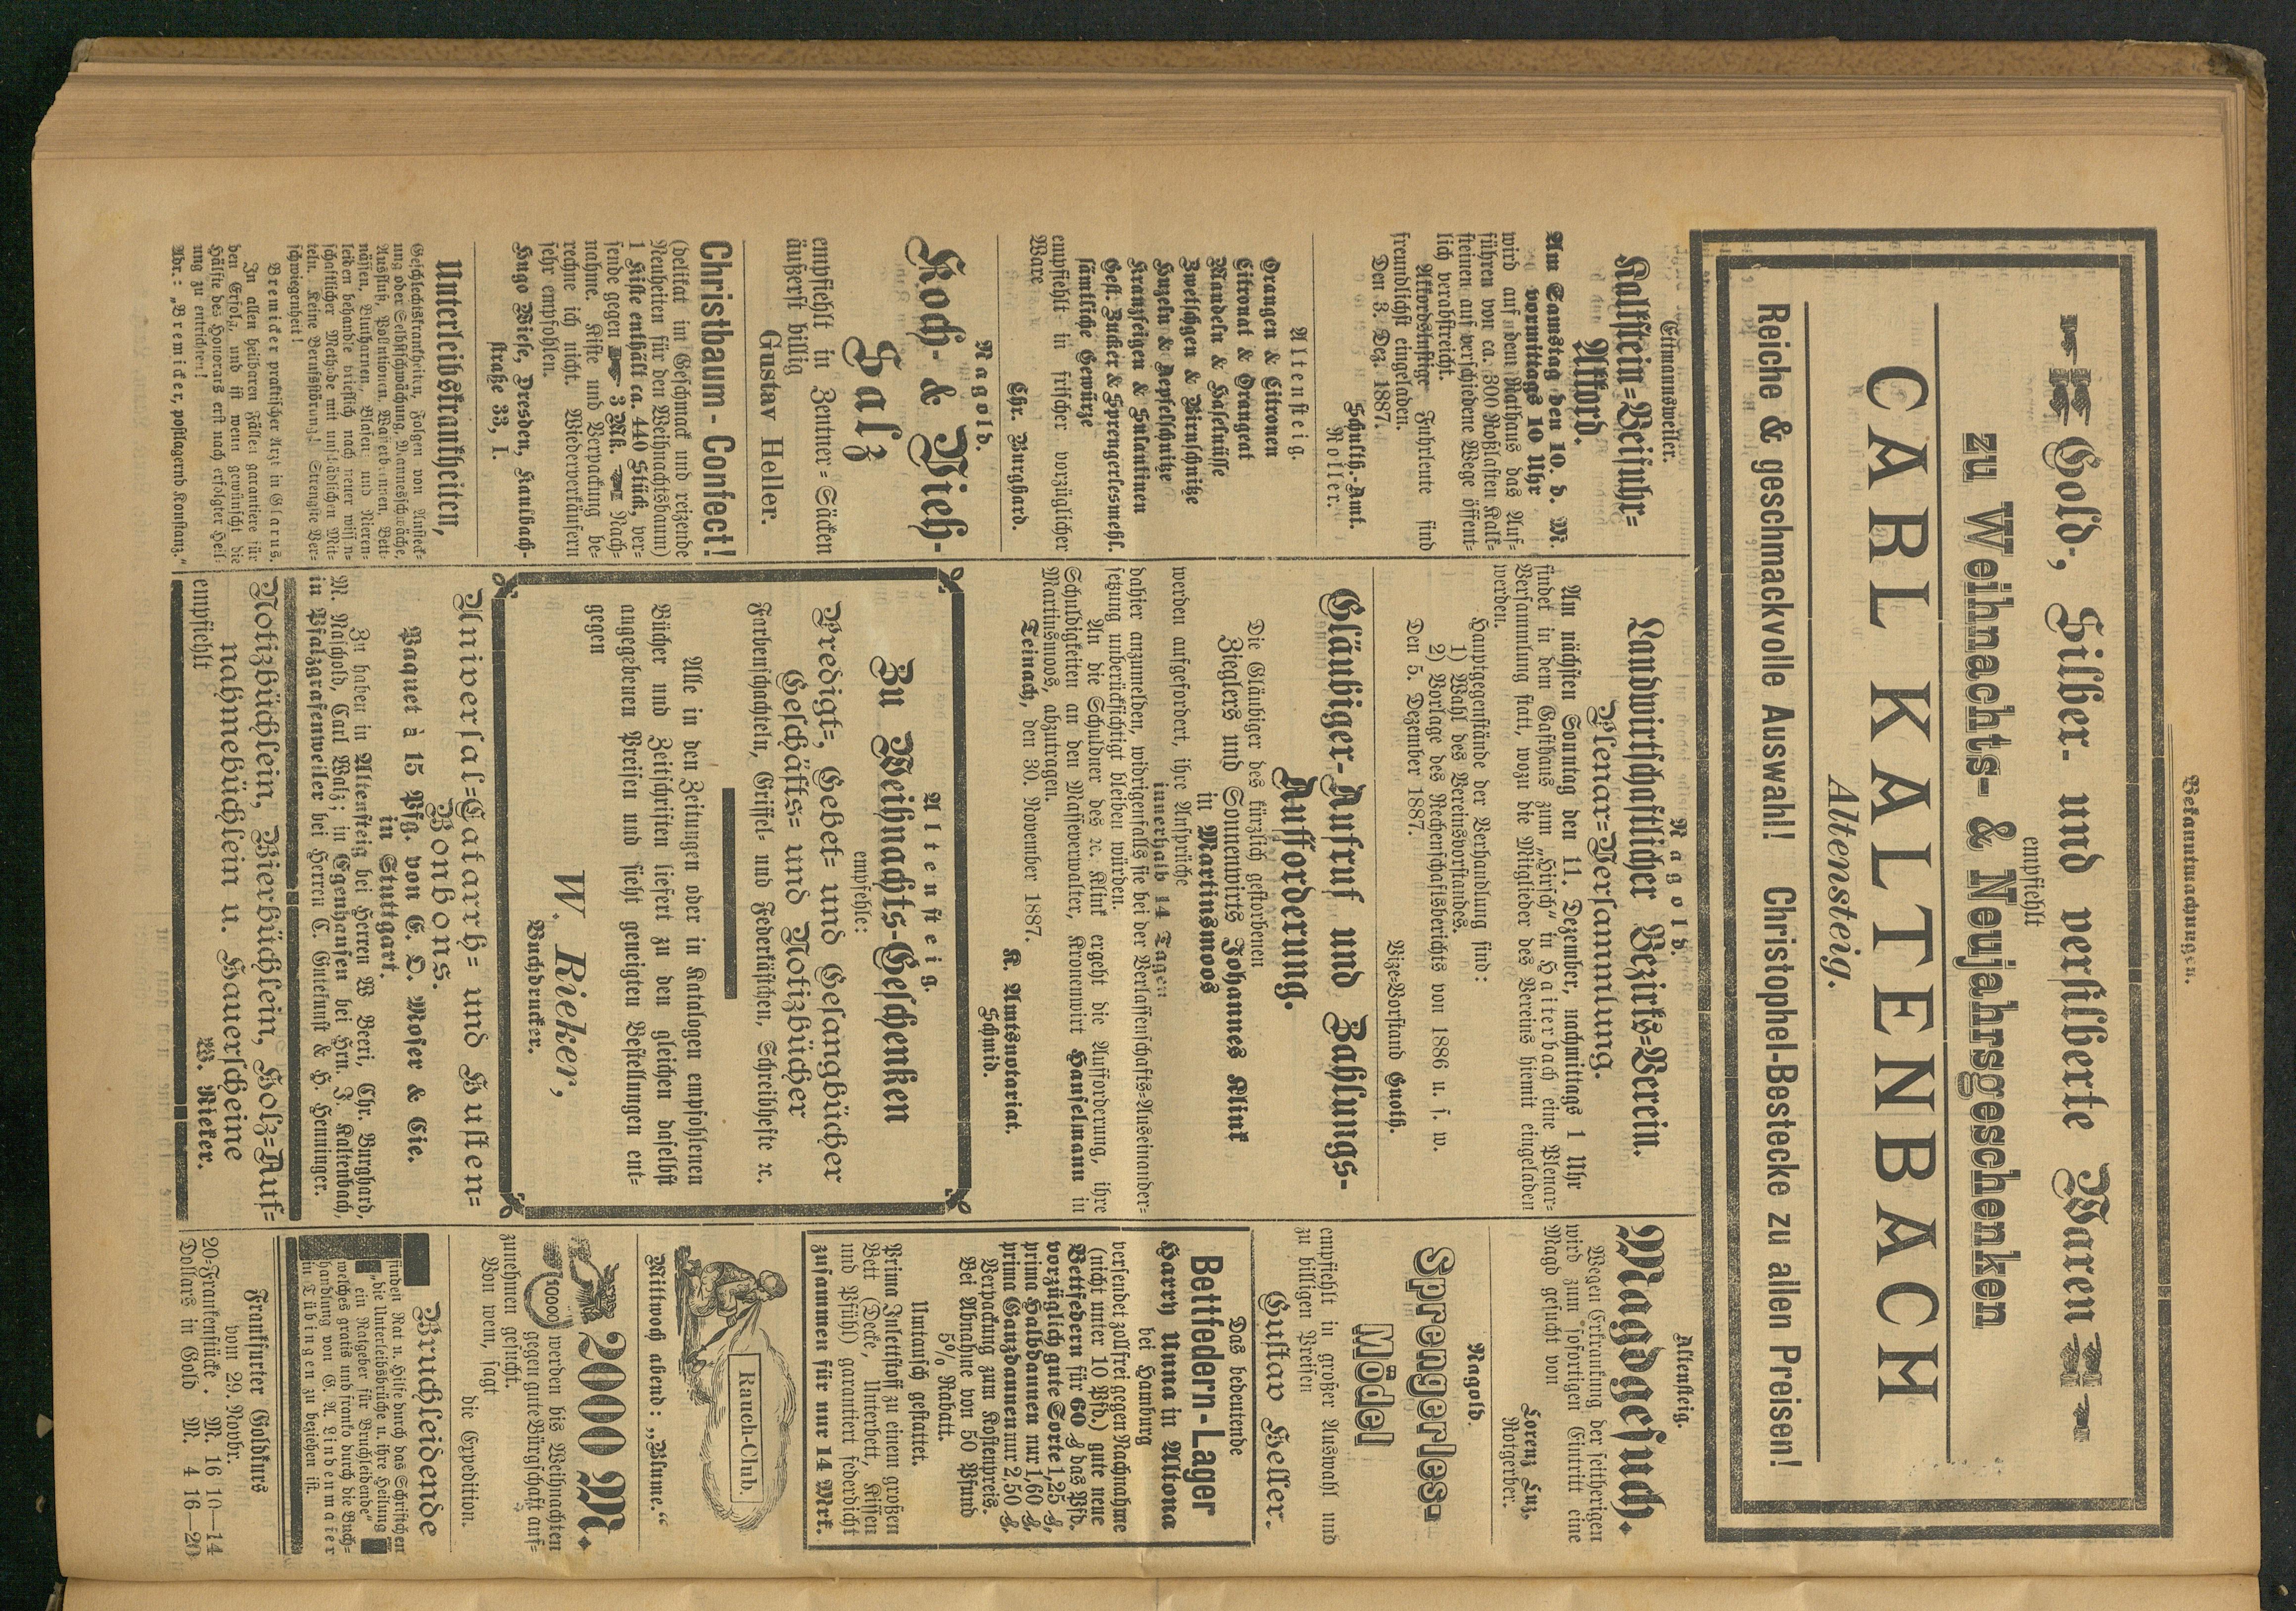 Bekanntmachungen.
Gold-, Silber- und versilberte Waren
empfiehlt
zu Weihnachts- & Neujahrsgeschenken
CARL KALTENBACH
Altensteig.
Reiche & geschmackvolle Auswahl! Christophel-Bestecke zu allen Preisen!
Ettmannsweiler.
Kalkstein-Beifuhr-
Akkord.
Am Samstag den 10. d. M.
vormittags 10 Uhr
wird auf dem Rathaus das Auf-
führen von ca. 300 Roßlasten Kalk-
steinen auf verschiedene Wege öffent-
lich verabstreicht.
Akkordslustige Fuhrleute sind
freundlichst eingeladen.
Den 3. Dez. 1887.
Schulth.-Amt.
Roller.
Altensteig.
Orangen & Citronen
Citronat & Orangeat
Mandeln & Haselnüsse
Zwetschgen & Birnschnitze
Huzeln & Aepfelschnitze
Kranzfeigen & Sulaninen
Gest. Zucker & Sprengerlesmehl.
sämtliche Gewürze
empfiehlt in frischer vorzüglicher
Ware
Chr. Burghard.
Nagold.
Koch- & Vieh-
Salz
empfiehlt in Zentner-Säcken
äußerst billig
Gustav Heller.
Christbaum-Confect!
(delikat im Geschmack und reizende
Neuheiten für den Weihnachtsbaum)
1 Kiste enthält ca. 440 Stück, ver-
sende gegen 3 Mk. Nach-
nahme. Kiste und Verpackung be-
rechne ich nicht. Wiederverkäufern
sehr empfohlen.
Hugo Wiese, Dresden, Kaulbach-
straße 33, I.
Unterleibskrankheiten,
Geschlechtskrankheiten, Folgen von Ansteck-
ung oder Selbstschwächung, Mannesschwäche,
Ausfluß, Pollutionen, Wasserbrennen, Bett-
nässen, Blutharnen, Blasen- und Nieren-
leiden behandle brieflich nach neuer wissen-
schaftlicher Methode mit unschädlichen Mit-
teln. Keine Berufsstörung! Strengste Ver-
schwiegenheit!
Bremicker praktischer Arzt in Glarus.
In allen heilbaren Fällen garantiere für
den Erfolg, und ist wenn gewünscht die
Hälfte des Honorars erst nach erfolgter Heil-
ung zu entrichten!
Adr.: „Bremicker, postlagernd Konstanz."
Nagold.
Landwirtschaftlicher Bezirks-Verein.
Plenar-Versammlung.
Am nächsten Sonntag den 11. Dezember, nachmittags 1 Uhr
findet in dem Gasthaus zum „Hirsch" in Haiterbach eine Plenar-
Versammlung statt, wozu die Mitglieder des Vereins hiemit eingeladen
werden.
Hauptgegenstände der Verhandlung sind:
1) Wahl des Vereinsvorstandes.
2) Vorlage des Rechenschaftsberichts von 1886 u. s. w.
Den 5. Dezember 1887.
Vize-Vorstand Gnoth.
Gläubiger-Aufruf und Zahlungs-
Aufforderung.
Die Gläubiger des kürzlich gestorbenen
Zieglers und Sonnenwirts Johannes Klink
in Martinsmoos
werden aufgefordert, ihre Ansprüche
innerhalb 14 Tagen
dahier anzumelden, widrigenfalls sie bei der Verlassenschafts-Auseinander-
setzung unberücksichtigt bleiben würden.
An die Schuldner des ꝛc. Klink ergeht die Aufforderung, ihre
Schuldigkeiten an den Masseverwalter, Kronenwirt Hanselmann in
Martinsmoos, abzutragen.
Teinach, den 30. November 1887.
K. Amtsnotariat.
Schmid.
Altensteig
Zu Weihnachts-Geschenken
empfehle:
Predigt-, Gebet- und Gesangbücher
Geschäfts- und Notizbücher
Farbenschachteln, Griffel- und Federkästchen, Schreibhefte ꝛc.
Alle in den Zeitungen oder in Katalogen empfohlenen
Bücher und Zeitschriften liefert zu den gleichen daselbst
angegebenen Preisen und sieht geneigten Bestellungen ent-
gegen
W. Rieker,
Buchdrucker.
Universal-Catarrh- und Husten-
Bonbons.
Paquet à 15 Pfg. von E. O. Moser & Cie.
in Stuttgart.
Zu haben in Altensteig bei Herren W Beri, Chr. Burghard,
M. Naschold, Carl Walz; in Egenhausen bei Hrn. J. Kaltenbach,
in Pfalzgrafenweiler bei Herren C. Gutekunst & H. Henninger.
Notizbüchlein, Bierbüchlein, Holz-Auf-
nahmebüchlein u. Hauerscheine
empfiehlt
W. Rieker.
Altensteig.
Magdgesuch.
Wegen Erkrankung der seitherigen
wird zum sofortigen Eintritt eine
Magd gesucht von
Lorenz Luz,
Rotgerber.
Nagold.
Sprengerles-
Mödel
empfiehlt in großer Auswahl und
zu billigen Preisen
Gustav Heller.
Das bedeutende
Bettfedern-Lager
Harry Unna in Altona
bei Hamburg
versendet zollfrei gegen Nachnahme
(nicht unter 10 Pfd.) gute neue
Bettfedern für 60 ₰ das Pfd.
vorzüglich gute Sorte 1,25 ₰,
prima Halbdaunen nur 1,60 ₰,
prima Ganzdaunen nur 2,50 ₰,
Verpackung zum Kostenpreis.
Bei Abnahme von 50 Pfund
5% Rabatt.
Umtausch gestattet.
Prima Inlettstoff zu einem großen
Bett (Decke, Unterbett, Kissen
und Pfühl) garantiert federdicht
zusammen für nur 14 Mrk.
Rauch-Club.
Mittwoch abend: „Blume."
2000 M.
10000
werden bis Weihnachten
gegen gute Bürgschaft auf-
zunehmen gesucht.
Von wem, sagt
die Expedition.
Bruchleidende
finden Rat u. Hilfe durch das Schriftchen
„die Unterleibsbrüche u. ihre Heilung
ein Ratgeber für Bruchleidende"
welches gratis und franko durch die Buch-
handlung von G. A. Lindenmaier
in Tübingen zu beziehen ist.
Frankfurter Goldkurs
vom 29. Novbr.
20-Frankenstücke . M. 16 10—14
Dollars in Gold M. 4 16—20